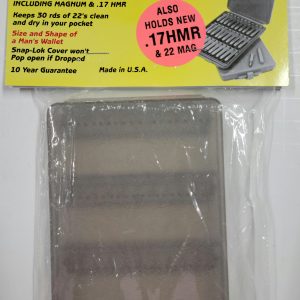 INCLUDING MAGNUM & .17 HMR
Keeps 30 rds of 22's clean
and dry in your pocket
Size and Shape of
a Man's Wallet
Snap-Lok Cover won't
Pop open if Dropped
10 Year Guarantee Made in U.S.A.
ALSO
HOLDS NEW
.17HMR
& 22 MAG